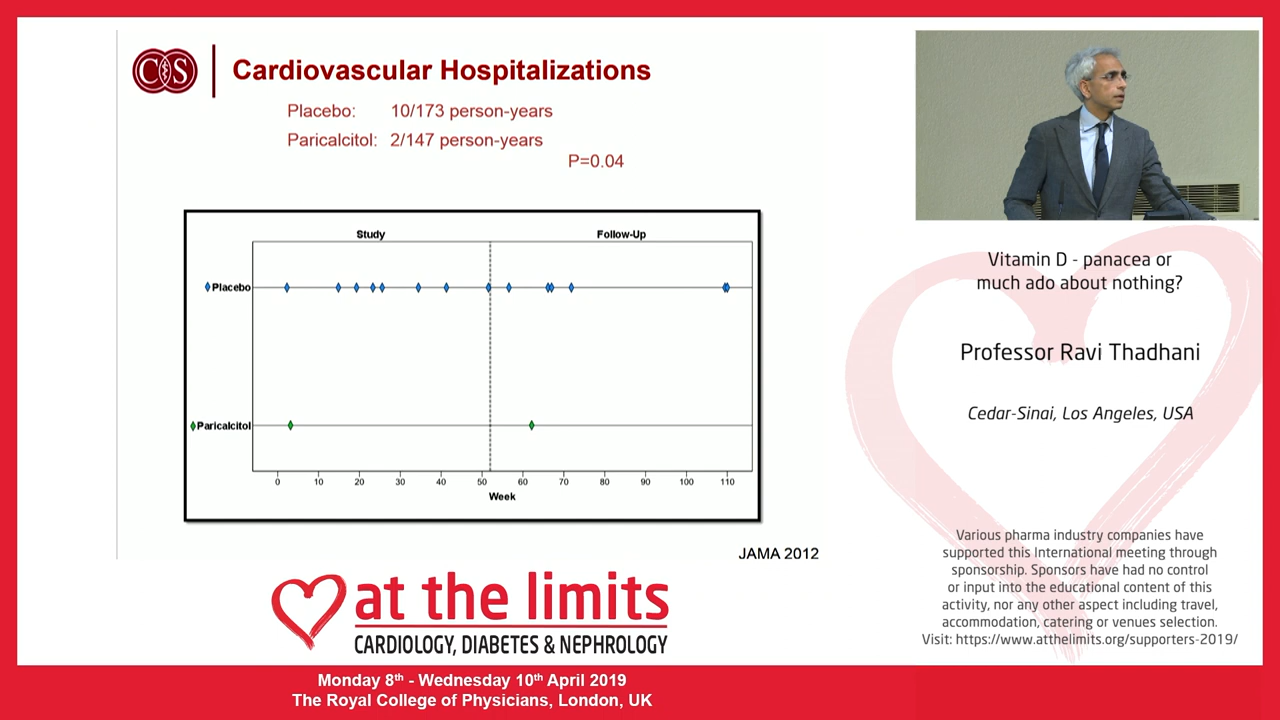 CS
Cardiovascular Hospitalizations
Placebo: 10/173 person-years
Paricalcitol: 2/147 person-years
P=0.04
Study Follow-Up
Placebo
Paricalcitol
0 10 20 30 40 50 60 70 80 90 100 110
Week
JAMA 2012
at the limits
CARDIOLOGY, DIABETES & NEPHROLOGY
Monday 8th - Wednesday 10th April 2019
The Royal College of Physicians, London, UK
Vitamin D - panacea or
much ado about nothing?
Professor Ravi Thadhani
Cedar-Sinai, Los Angeles, USA
Various pharma industry companies have
supported this International meeting through
sponsorship. Sponsors have had no control
or input into the educational content of this
activity, nor any other aspect including travel,
accommodation, catering or venues selection.
Visit: https://www.atthelimits.org/supporters-2019/